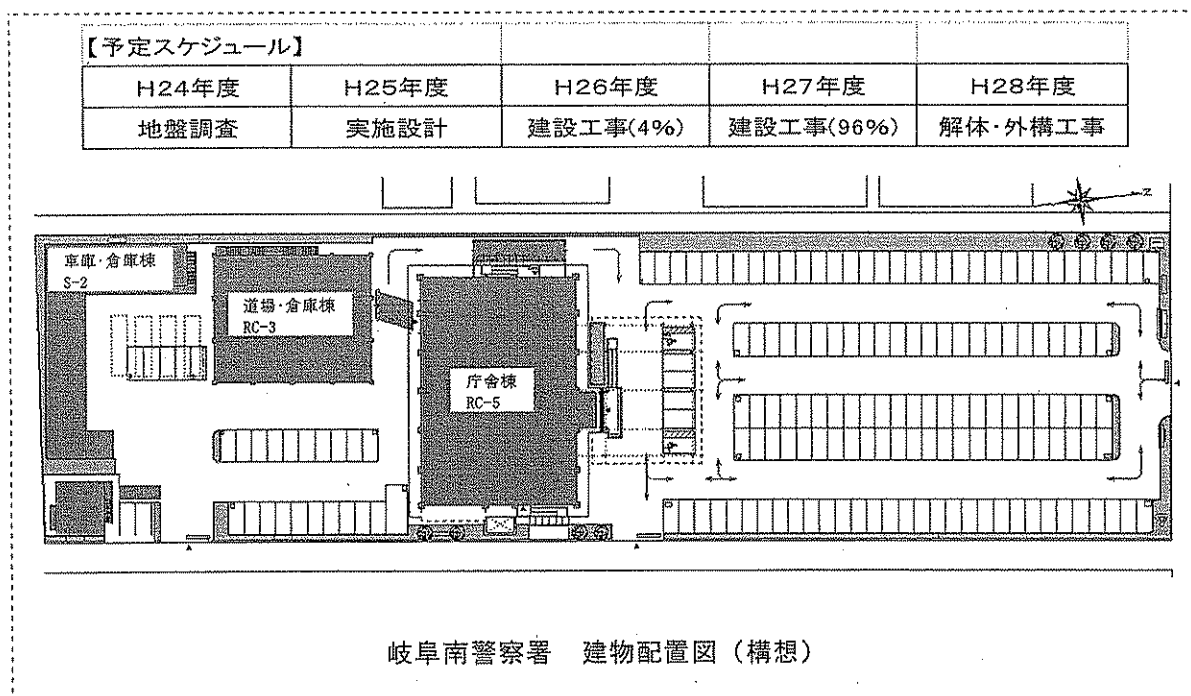 【予定スケジュール】
H24年度 H25年度 H26年度 H27年度 H28年度
地盤調査 実施設計 建設工事(4%) 建設工事(96%) 解体・外構工事
N
車庫・倉庫棟
S-2
道場・倉庫棟
RC-3
庁舎棟
RC-5
岐阜南警察署 建物配置図（構想）